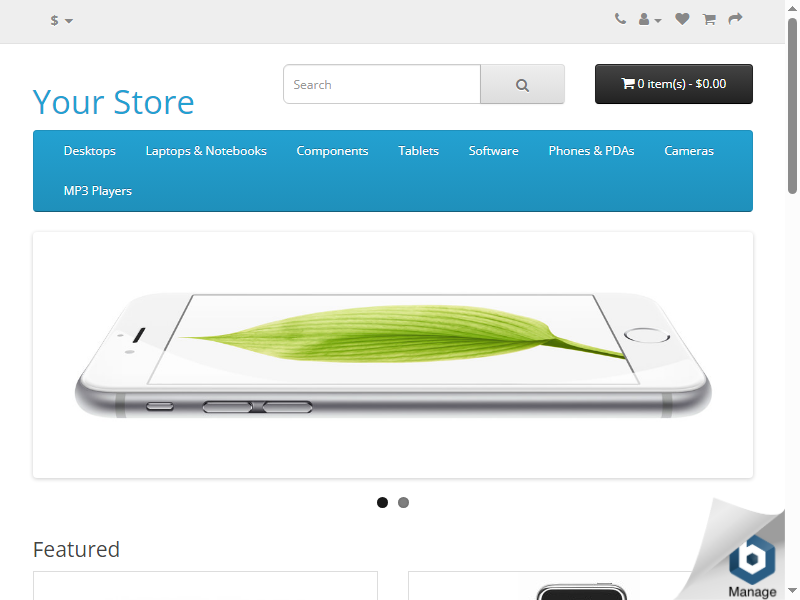 $
Your Store
Search
0 item(s) - $0.00
Desktops
Laptops & Notebooks
Components
Tablets
Software
Phones & PDAs
Cameras
MP3 Players
Featured
Manage